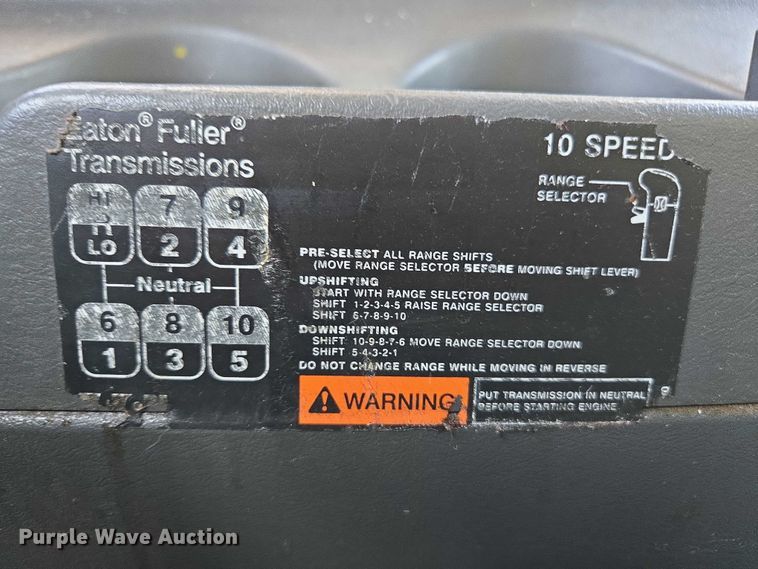 Eaton® Fuller®
Transmissions
10 SPEED
RANGE
SELECTOR
HI 7 9
R
LO 2 4
Neutral
6 8 10
1 3 5
PRE-SELECT ALL RANGE SHIFTS
(MOVE RANGE SELECTOR BEFORE MOVING SHIFT LEVER)
UPSHIFTING
START WITH RANGE SELECTOR DOWN
SHIFT 1-2-3-4-5 RAISE RANGE SELECTOR
SHIFT 6-7-8-9-10
DOWNSHIFTING
SHIFT 10-9-8-7-6 MOVE RANGE SELECTOR DOWN
SHIFT 5-4-3-2-1
DO NOT CHANGE RANGE WHILE MOVING IN REVERSE
WARNING
PUT TRANSMISSION IN NEUTRAL
BEFORE STARTING ENGINE
Purple Wave Auction